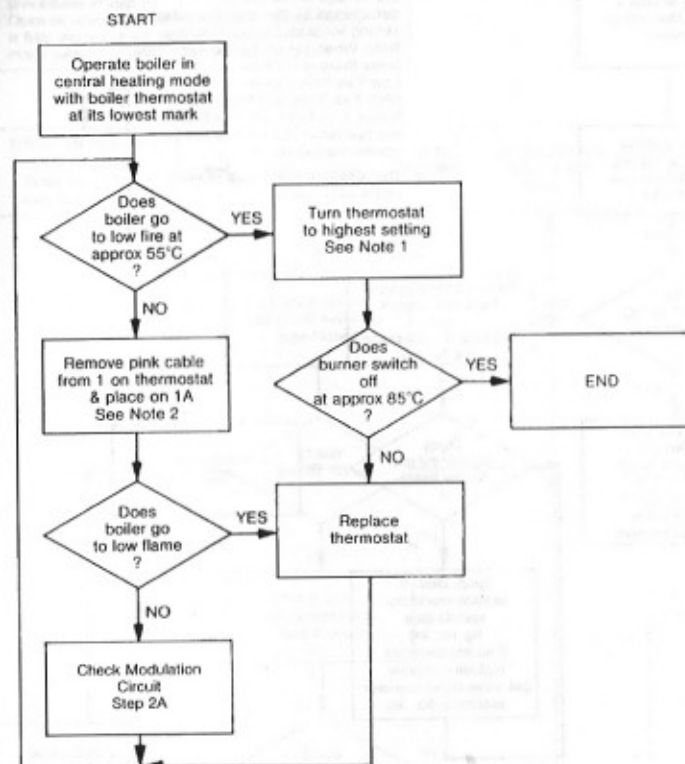 START
Operate boiler in
central heating mode
with boiler thermostat
at its lowest mark
Does
boiler go
to low fire at
approx 55°C
?
YES
Turn thermostat
to highest setting
See Note 1
NO
Remove pink cable
from 1 on thermostat
& place on 1A
See Note 2
Does
burner switch
off
at approx 85°C
?
YES
END
NO
Does
boiler go
to low flame
?
YES
Replace
thermostat
NO
Check Modulation
Circuit
Step 2A